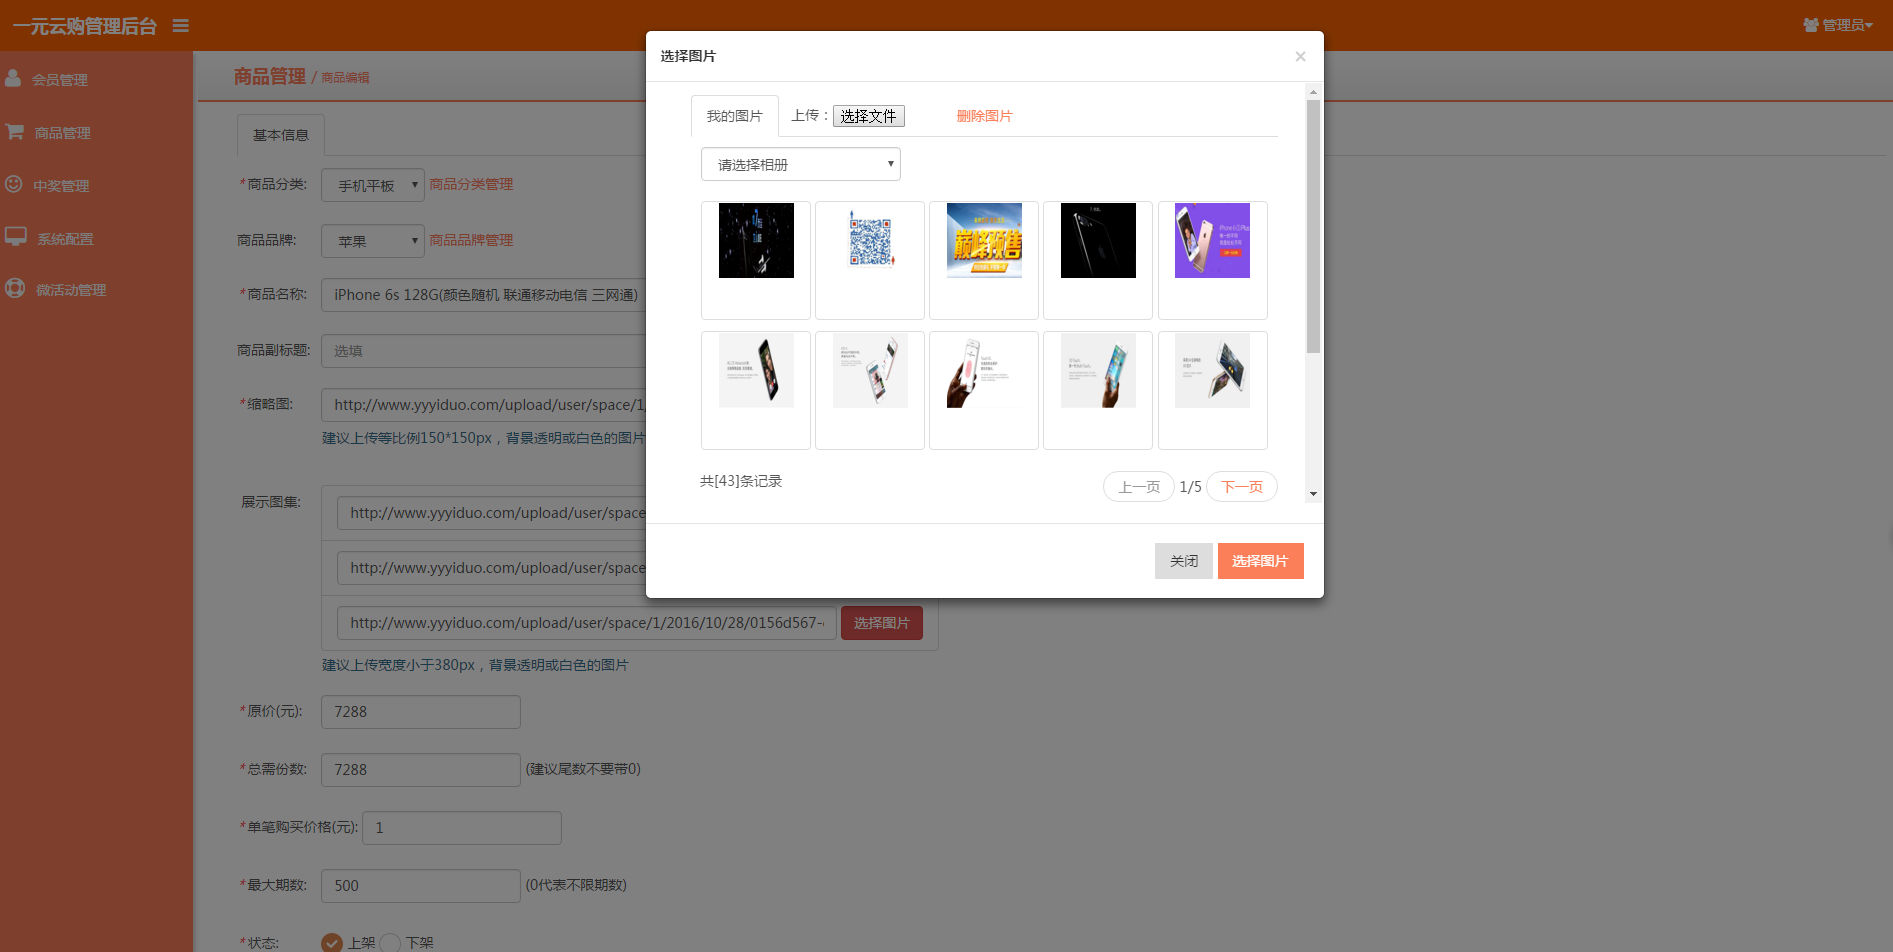 一元云购管理后台
管理员
会员管理
商品管理
中奖管理
系统配置
微活动管理
商品管理 / 商品编辑
基本信息
*商品分类: 手机平板 商品分类管理
商品品牌: 苹果 商品品牌管理
*商品名称: iPhone 6s 128G(颜色随机 联通移动电信 三网通)
商品副标题: 选填
*缩略图: http://www.yyyiduo.com/upload/user/space/1/
建议上传等比例150*150px，背景透明或白色的图片
展示图集: http://www.yyyiduo.com/upload/user/space
http://www.yyyiduo.com/upload/user/space
http://www.yyyiduo.com/upload/user/space/1/2016/10/28/0156d567- 选择图片
建议上传宽度小于380px，背景透明或白色的图片
*原价(元): 7288
*总需份数: 7288 (建议尾数不要带0)
*单笔购买价格(元): 1
*最大期数: 500 (0代表不限期数)
*状态: 上架 下架
选择图片 ×
我的图片 上传：选择文件 删除图片
请选择相册
巅峰预售
共[43]条记录
上一页 1/5 下一页
关闭 选择图片